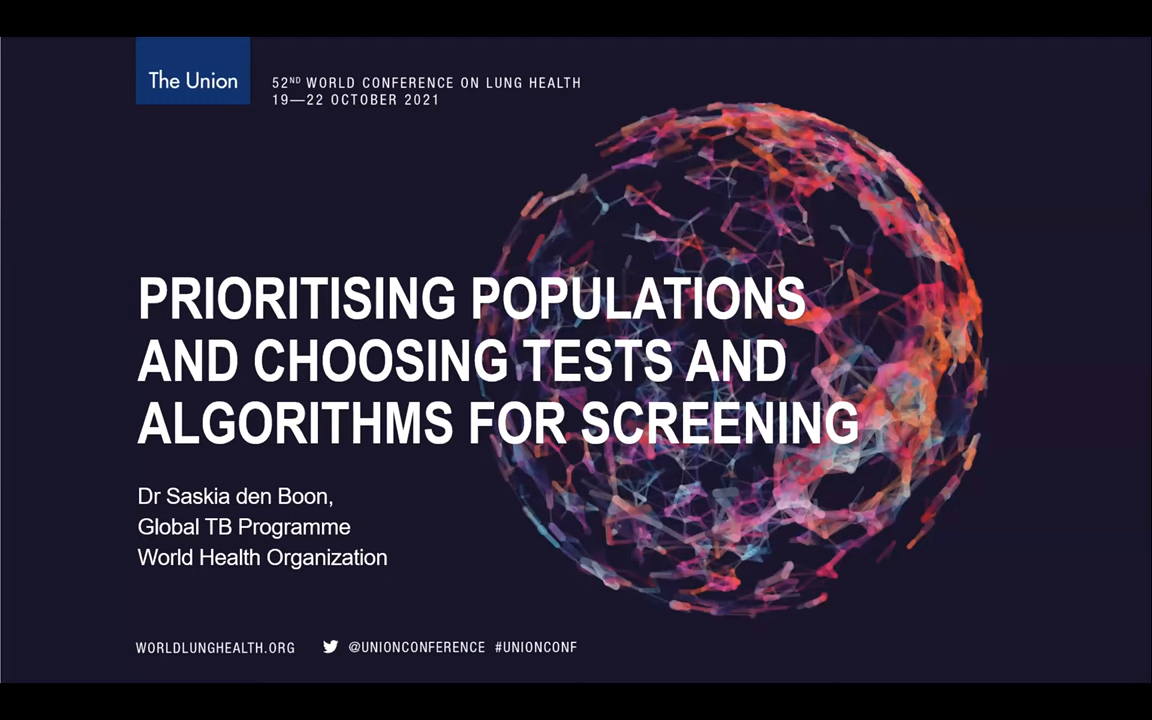 The Union
52ND WORLD CONFERENCE ON LUNG HEALTH
19—22 OCTOBER 2021
PRIORITISING POPULATIONS
AND CHOOSING TESTS AND
ALGORITHMS FOR SCREENING
Dr Saskia den Boon,
Global TB Programme
World Health Organization
WORLDLUNGHEALTH.ORG @UNIONCONFERENCE #UNIONCONF